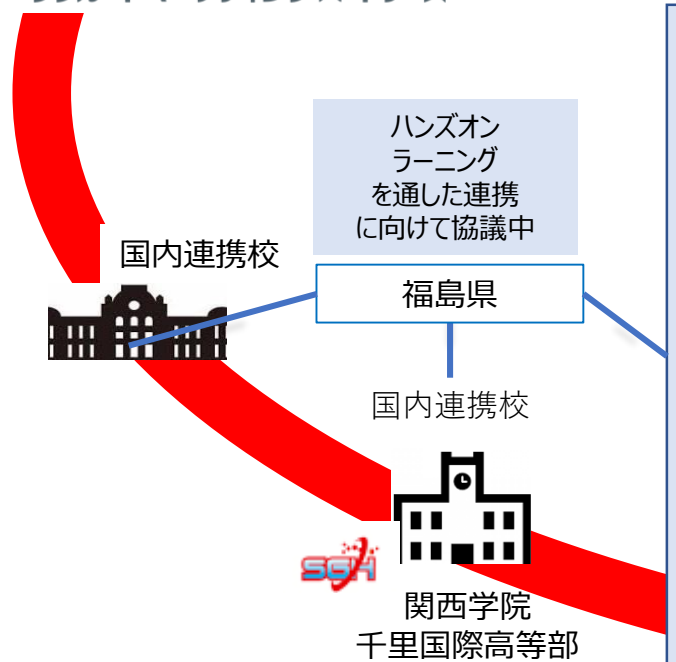 ハンズオン
ラーニング
を通した連携
に向けて協議中
国内連携校
福島県
国内連携校
SGH
関西学院
千里国際高等部